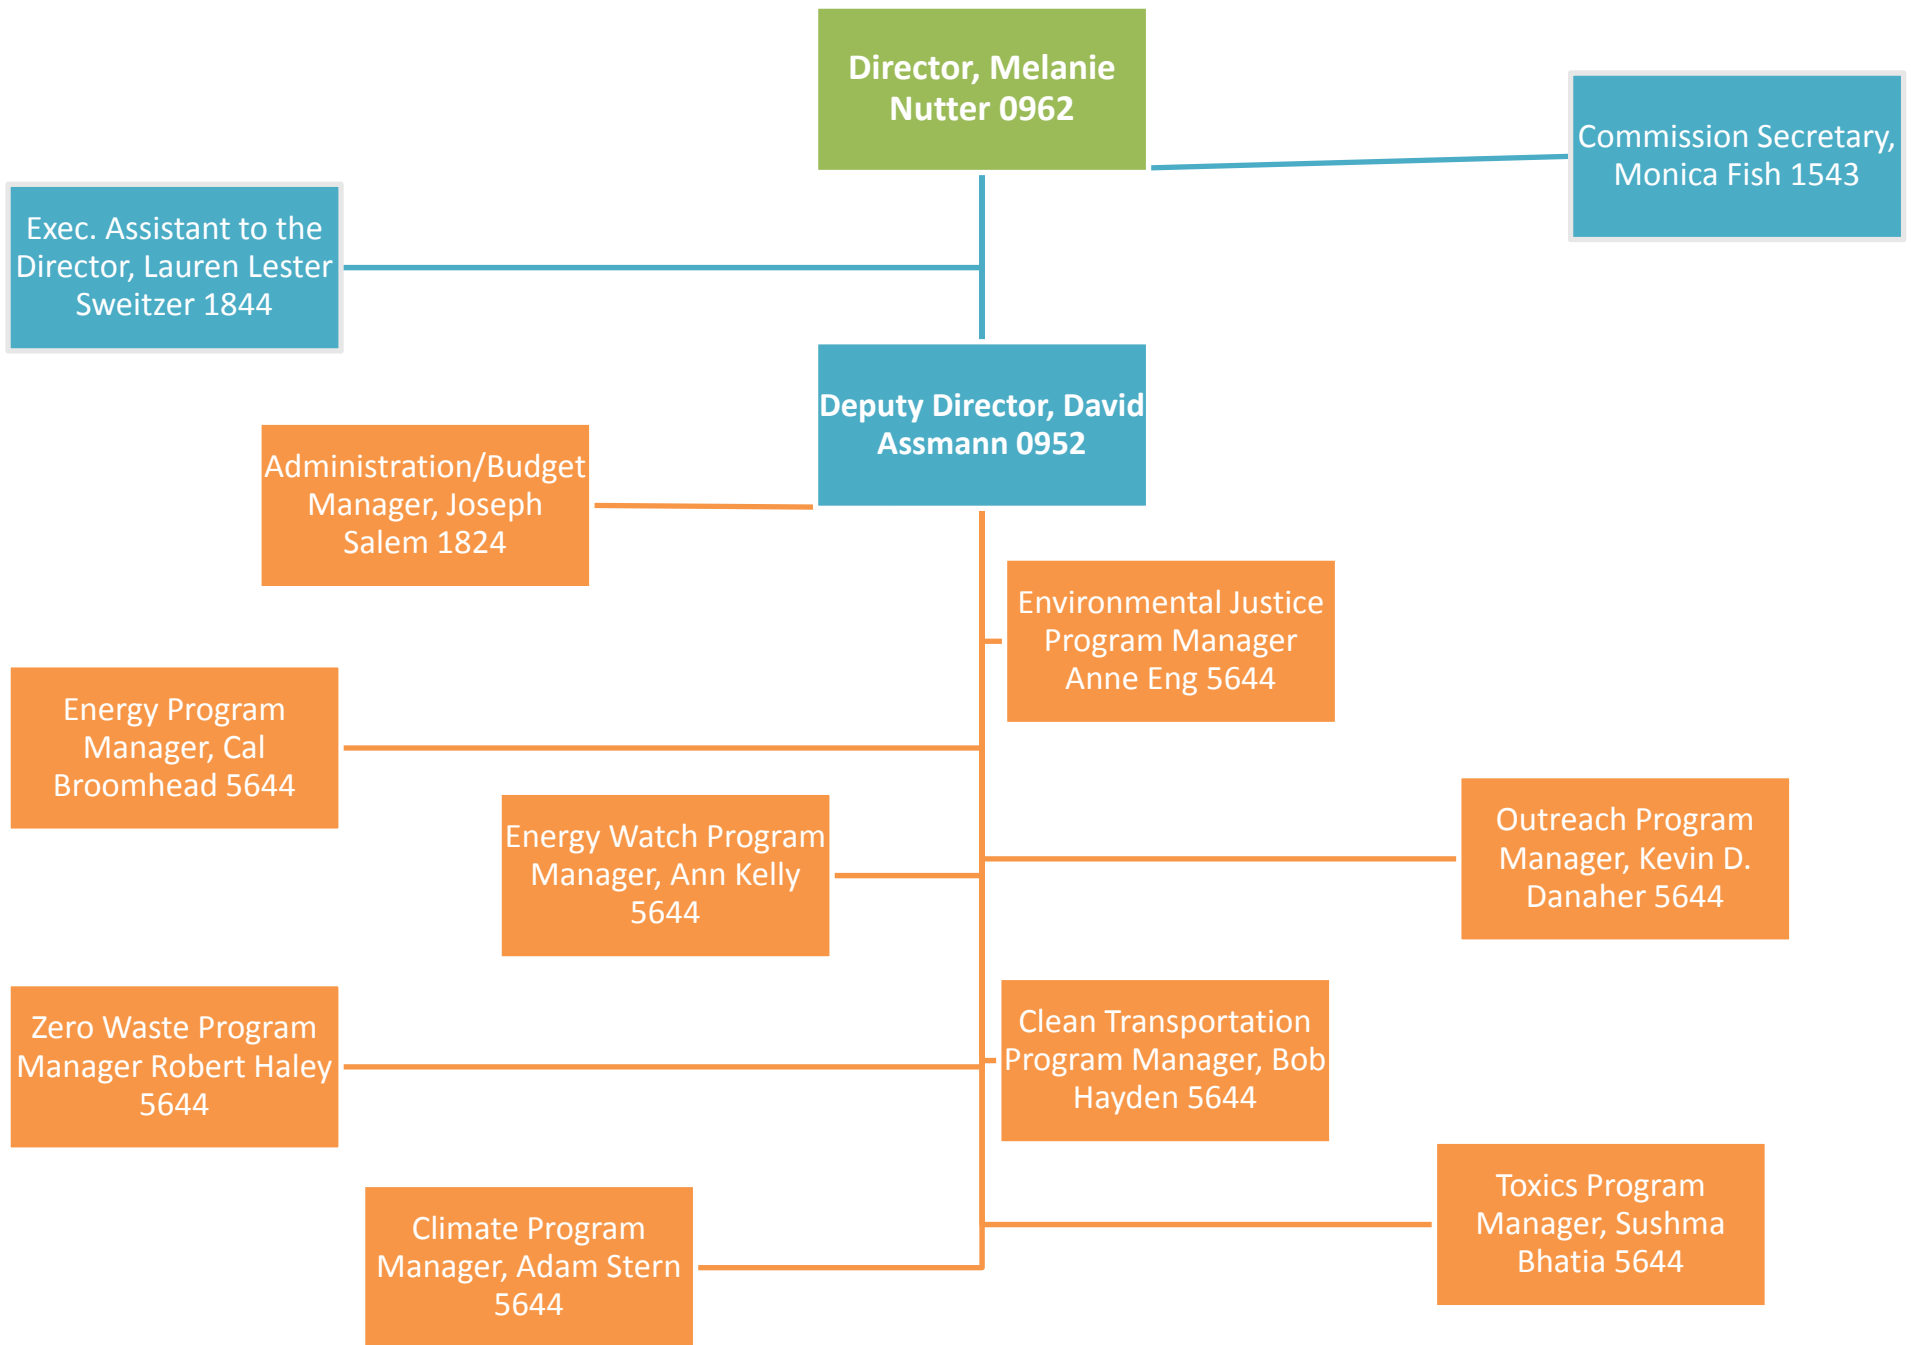 Director, Melanie
Nutter 0962
Commission Secretary,
Monica Fish 1543
Exec. Assistant to the
Director, Lauren Lester
Sweitzer 1844
Deputy Director, David
Assmann 0952
Administration/Budget
Manager, Joseph
Salem 1824
Environmental Justice
Program Manager
Anne Eng 5644
Energy Program
Manager, Cal
Broomhead 5644
Energy Watch Program
Manager, Ann Kelly
5644
Outreach Program
Manager, Kevin D.
Danaher 5644
Zero Waste Program
Manager Robert Haley
5644
Clean Transportation
Program Manager, Bob
Hayden 5644
Toxics Program
Manager, Sushma
Bhatia 5644
Climate Program
Manager, Adam Stern
5644